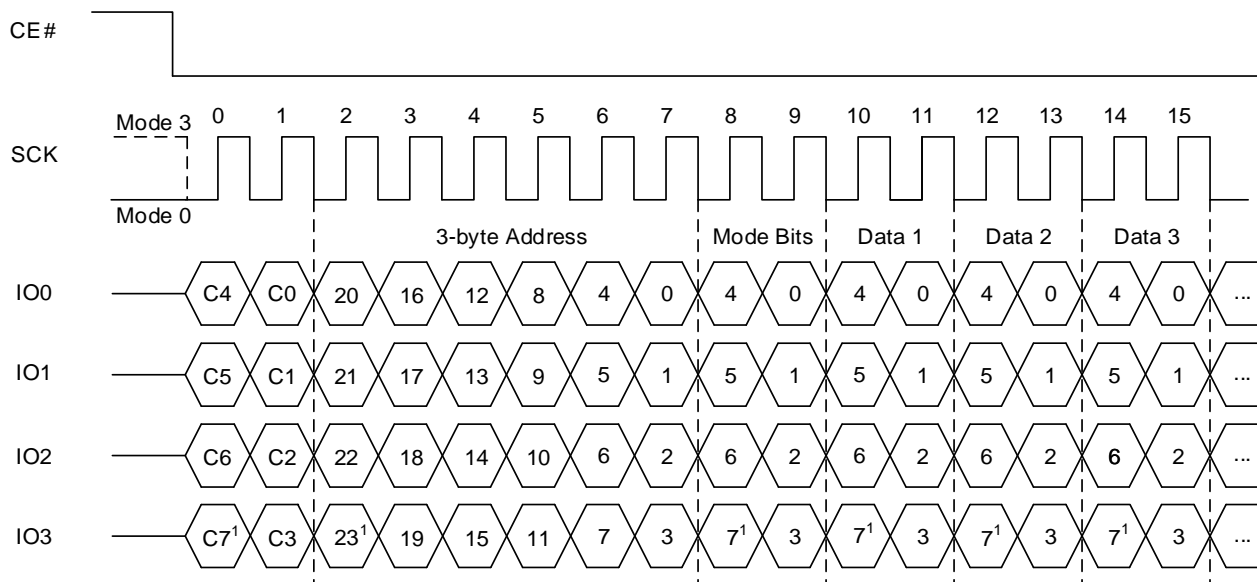 CE#
0 1 2 3 4 5 6 7 8 9 10 11 12 13 14 15
Mode 3
SCK
Mode 0
3-byte Address Mode Bits Data 1 Data 2 Data 3
IO0 C4 C0 20 16 12 8 4 0 4 0 4 0 4 0 4 0 ...
IO1 C5 C1 21 17 13 9 5 1 5 1 5 1 5 1 5 1 ...
IO2 C6 C2 22 18 14 10 6 2 6 2 6 2 6 2 6 2 ...
IO3 C7¹ C3 23¹ 19 15 11 7 3 7¹ 3 7¹ 3 7¹ 3 7¹ 3 ...